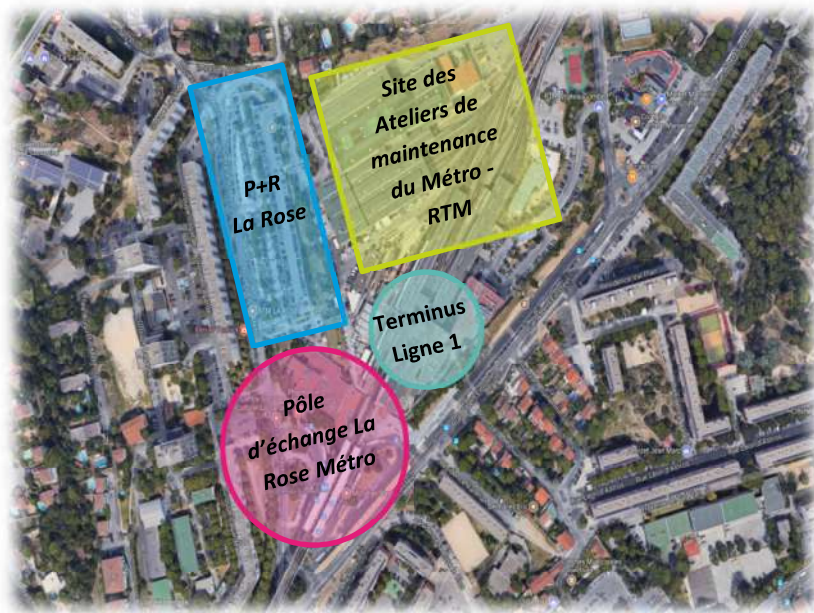 P+R
La Rose
Site des
Ateliers de
maintenance
du Métro -
RTM
Terminus
Ligne 1
Pôle
d'échange La
Rose Métro